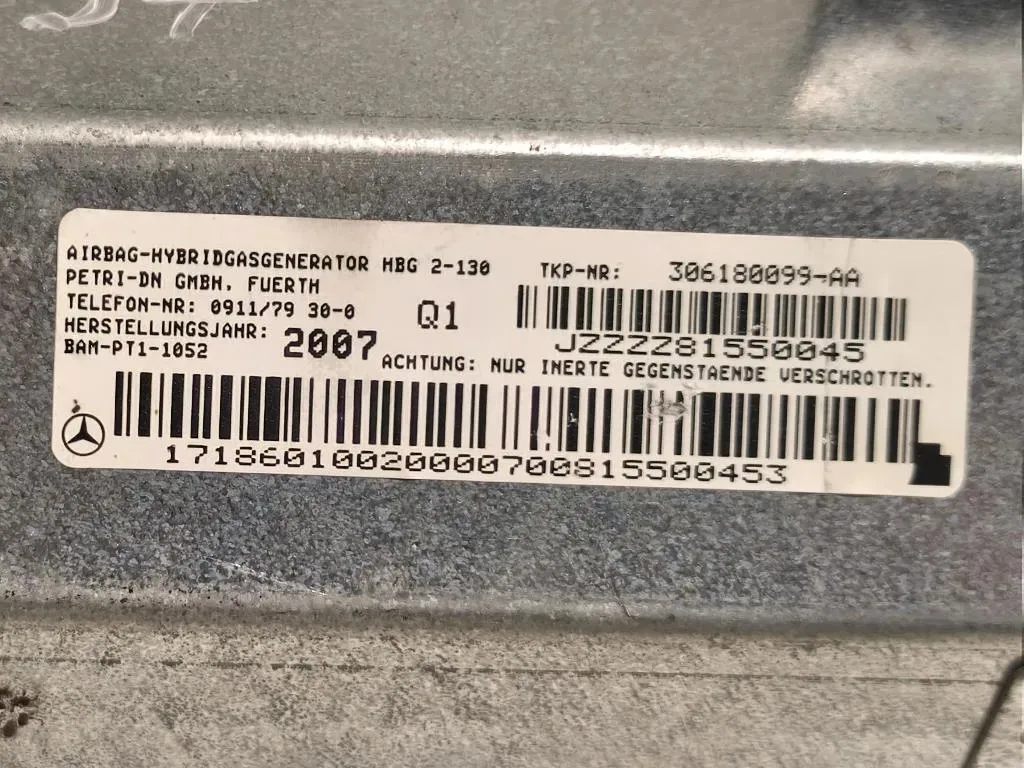 AIRBAG-HYBRIDGASGENERATOR HBG 2-130
PETRI-DN GMBH, FUERTH
TELEFON-NR: 0911/79 30-0
HERSTELLUNGSJAHR: 2007
BAM-PT1-1052
Q1
TKP-NR: 306180099-AA
JZZZZ81550045
ACHTUNG: NUR INERTE GEGENSTAENDE VERSCHROTTEN.
17186010020000700815500453